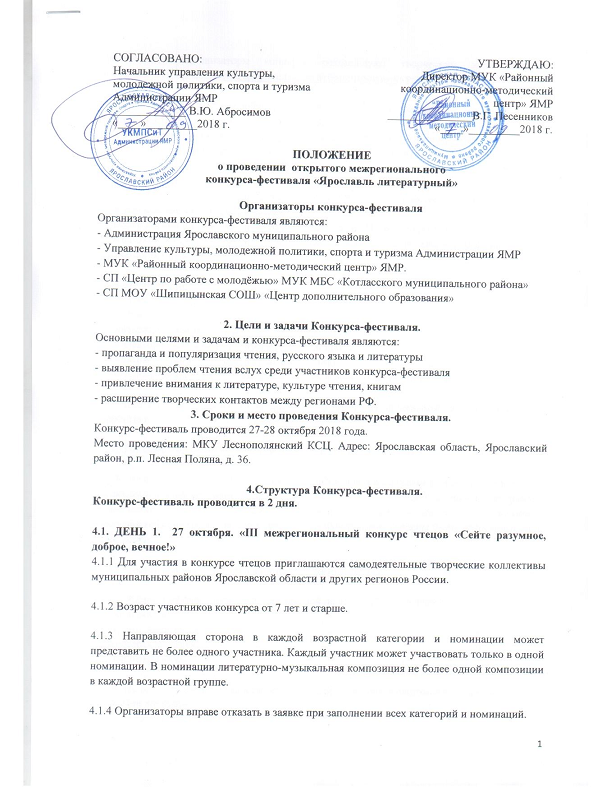 СОГЛАСОВАНО:
Начальник управления культуры,
молодежной политики, спорта и туризма
Администрации ЯМР
В.Ю. Абросимов
« 7 » 09 2018 г.
УТВЕРЖДАЮ:
Директор МУК «Районный
координационно-методический
центр» ЯМР
В.Г. Лесенников
« 7 » 09 2018 г.
УКМПСиТ
Администрации ЯМР
ЯРОСЛАВСКИЙ РАЙОН
ЯРОСЛАВСКИЙ РАЙОН
ПОЛОЖЕНИЕ
о проведении открытого межрегионального
конкурса-фестиваля «Ярославль литературный»
Организаторы конкурса-фестиваля
Организаторами конкурса-фестиваля являются:
- Администрация Ярославского муниципального района
- Управление культуры, молодежной политики, спорта и туризма Администрации ЯМР
- МУК «Районный координационно-методический центр» ЯМР.
- СП «Центр по работе с молодёжью» МУК МБС «Котласского муниципального района»
- СП МОУ «Шипицынская СОШ» «Центр дополнительного образования»
2. Цели и задачи Конкурса-фестиваля.
Основными целями и задачам и конкурса-фестиваля являются:
- пропаганда и популяризация чтения, русского языка и литературы
- выявление проблем чтения вслух среди участников конкурса-фестиваля
- привлечение внимания к литературе, культуре чтения, книгам
- расширение творческих контактов между регионами РФ.
3. Сроки и место проведения Конкурса-фестиваля.
Конкурс-фестиваль проводится 27-28 октября 2018 года.
Место проведения: МКУ Леснополянский КСЦ. Адрес: Ярославская область, Ярославский
район, р.п. Лесная Поляна, д. 36.
4.Структура Конкурса-фестиваля.
Конкурс-фестиваль проводится в 2 дня.
4.1. ДЕНЬ 1. 27 октября. «III межрегиональный конкурс чтецов «Сейте разумное,
доброе, вечное!»
4.1.1 Для участия в конкурсе чтецов приглашаются самодеятельные творческие коллективы
муниципальных районов Ярославской области и других регионов России.
4.1.2 Возраст участников конкурса от 7 лет и старше.
4.1.3 Направляющая сторона в каждой возрастной категории и номинации может
представить не более одного участника. Каждый участник может участвовать только в одной
номинации. В номинации литературно-музыкальная композиция не более одной композиции
в каждой возрастной группе.
4.1.4 Организаторы вправе отказать в заявке при заполнении всех категорий и номинаций.
1